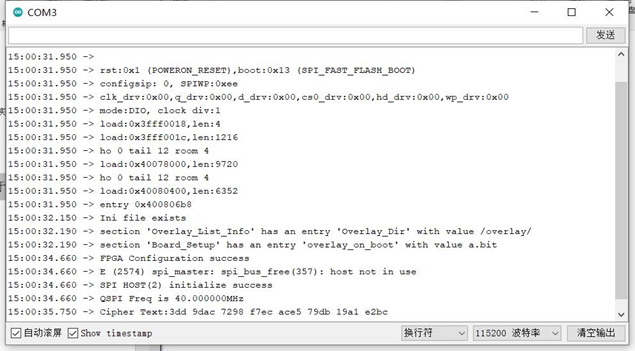 COM3
发送
15:00:31.950 ->
15:00:31.950 -> rst:0x1 (POWERON_RESET),boot:0x13 (SPI_FAST_FLASH_BOOT)
15:00:31.950 -> configsip: 0, SPIWP:0xee
15:00:31.950 -> clk_drv:0x00,q_drv:0x00,d_drv:0x00,cs0_drv:0x00,hd_drv:0x00,wp_drv:0x00
15:00:31.950 -> mode:DIO, clock div:1
15:00:31.950 -> load:0x3fff0018,len:4
15:00:31.950 -> load:0x3fff001c,len:1216
15:00:31.950 -> ho 0 tail 12 room 4
15:00:31.950 -> load:0x40078000,len:9720
15:00:31.950 -> ho 0 tail 12 room 4
15:00:31.950 -> load:0x40080400,len:6352
15:00:31.950 -> entry 0x400806b8
15:00:32.150 -> Ini file exists
15:00:32.190 -> section 'Overlay_List_Info' has an entry 'Overlay_Dir' with value /overlay/
15:00:32.190 -> section 'Board_Setup' has an entry 'overlay_on_boot' with value a.bit
15:00:34.660 -> FPGA Configuration success
15:00:34.660 -> E (2574) spi_master: spi_bus_free(357): host not in use
15:00:34.660 -> SPI HOST(2) initialize success
15:00:34.660 -> QSPI Freq is 40.000000MHz
15:00:35.750 -> Cipher Text:3dd 9dac 7298 f7ec ace5 79db 19a1 e2bc
自动滚屏 Show timestamp 换行符 115200 波特率 清空输出